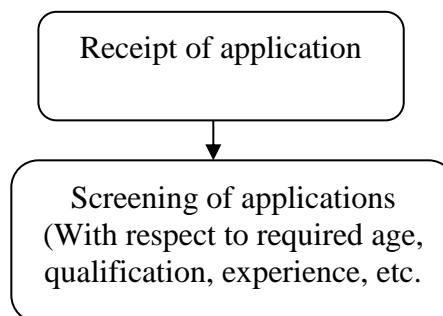 Receipt of application
Screening of applications
(With respect to required age,
qualification, experience, etc.